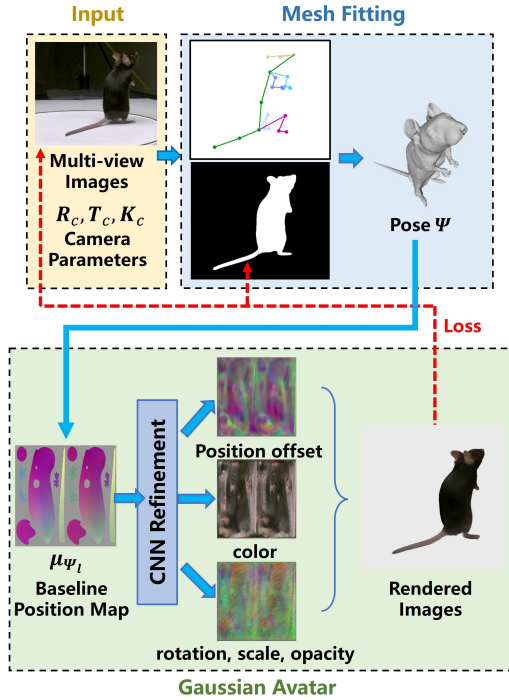 Input
Mesh Fitting
Multi-view
Images
R_C, T_C, K_C
Camera
Parameters
Pose Ψ
Loss
CNN Refinement
Position offset
color
rotation, scale, opacity
μ_Ψ_l
Baseline
Position Map
Rendered
Images
Gaussian Avatar